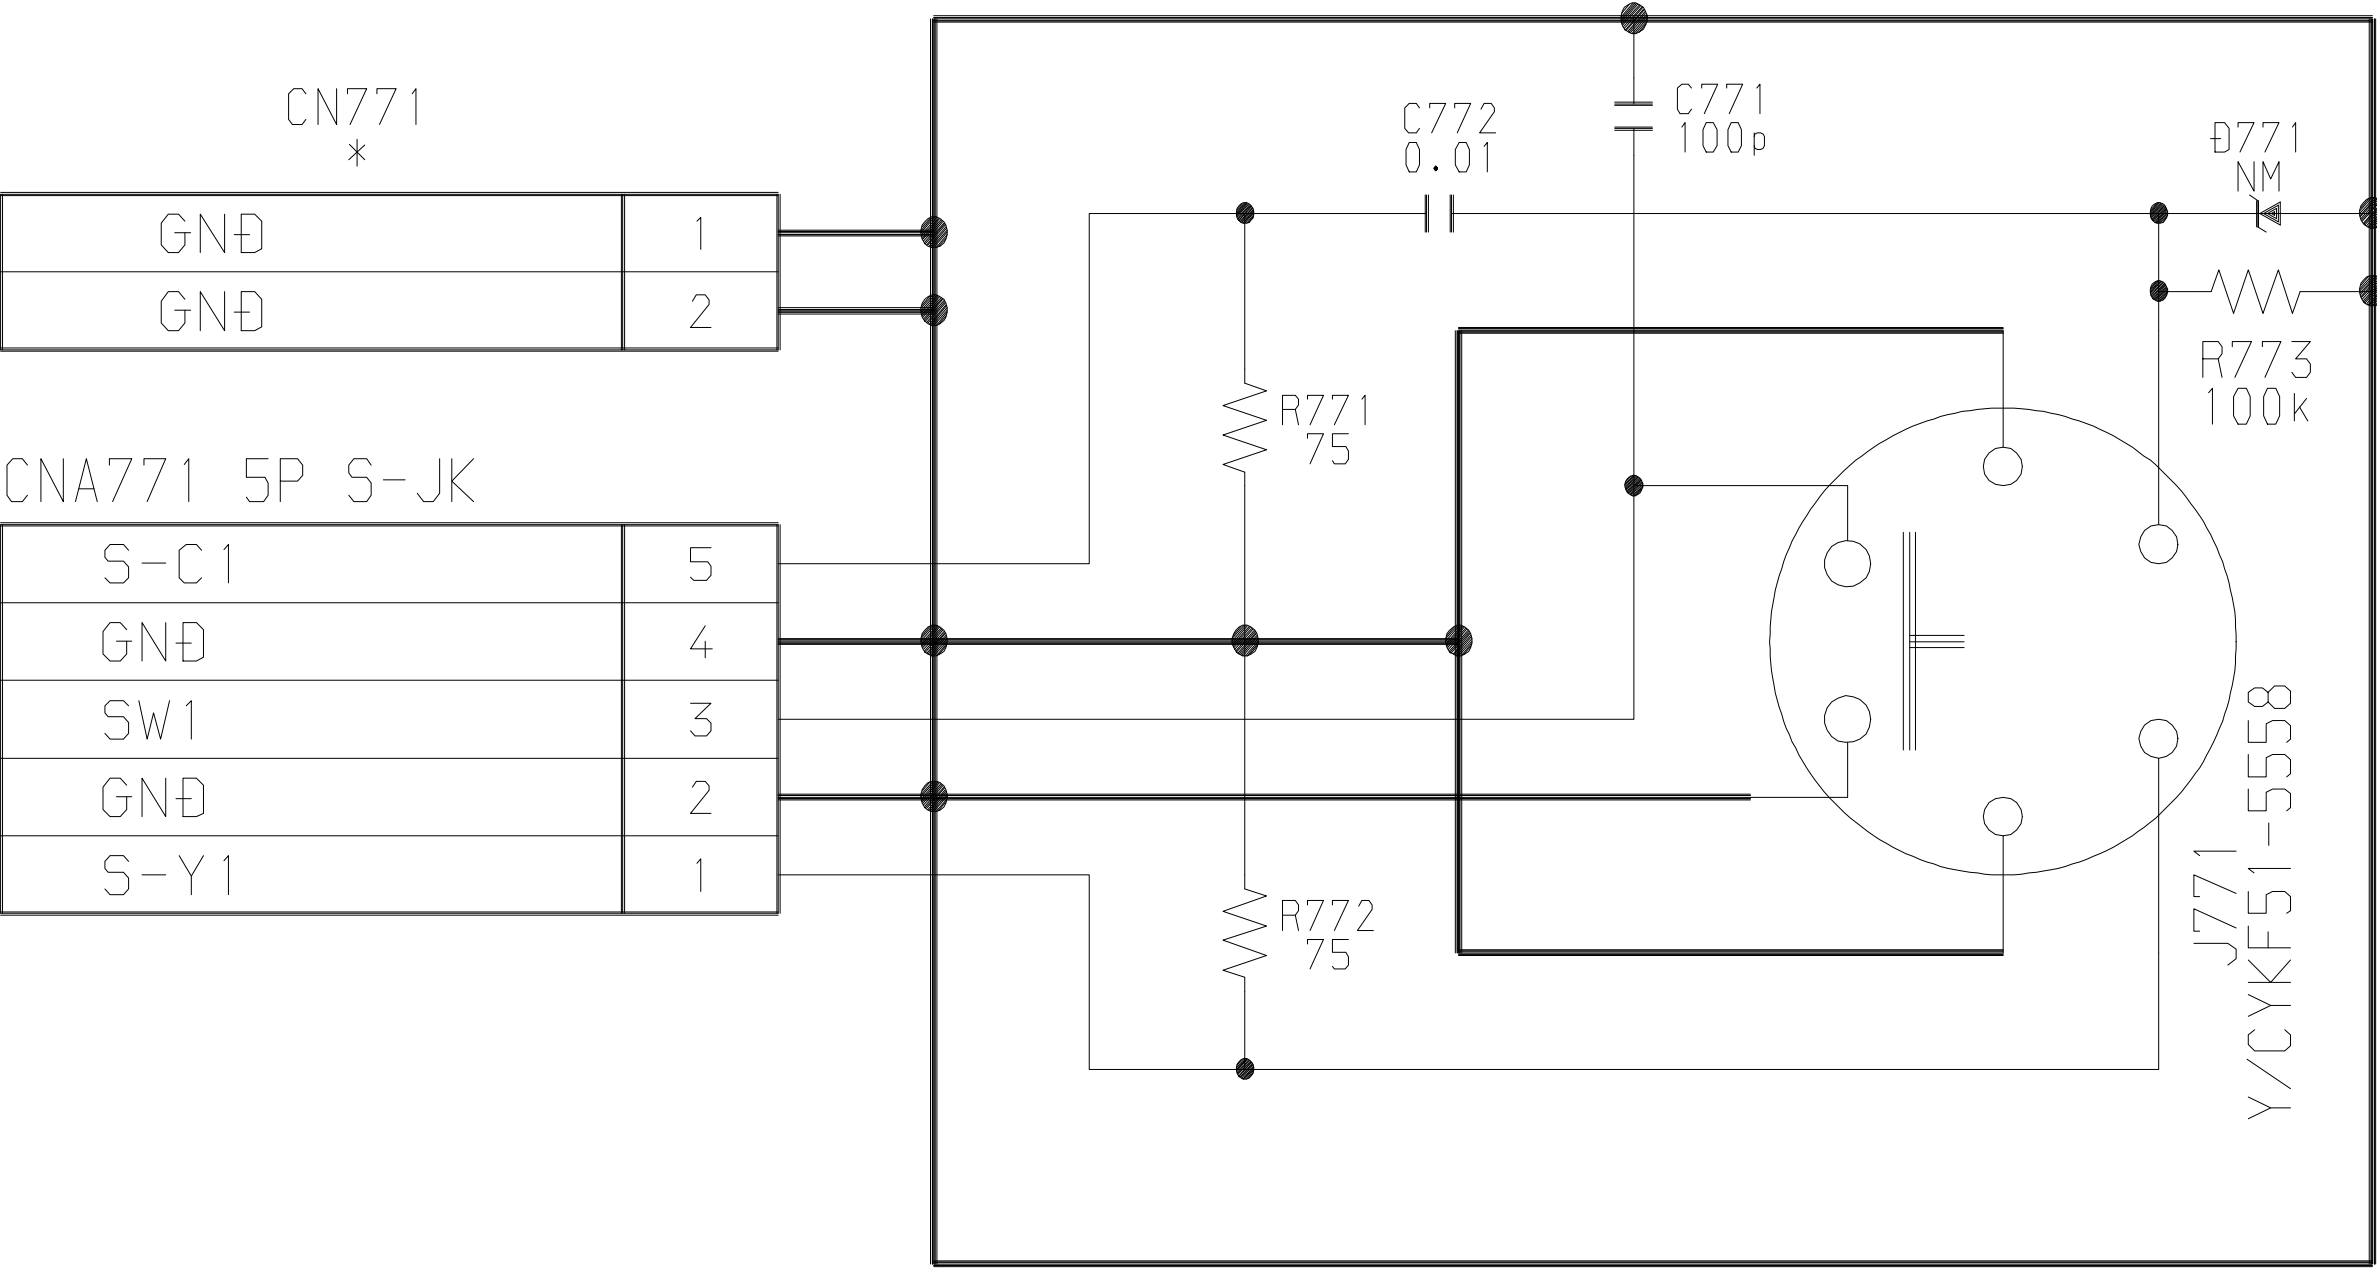 CN771
*
GND 1
GND 2
CNA771 5P S-JK
S-C1 5
GND 4
SW1 3
GND 2
S-Y1 1
C772
0.01
C771
100p
D771
NM
R773
100k
R771
75
R772
75
J771
Y/CYKF51-5558